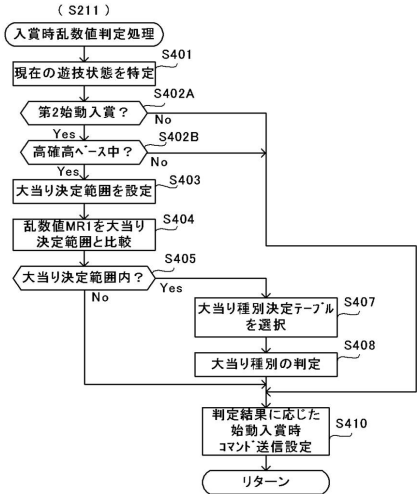 (S211)
入賞時乱数値判定処理
現在の遊技状態を特定
S401
第2始動入賞?
S402A
Yes
No
高確高ベース中?
S402B
Yes
No
大当り決定範囲を設定
S403
乱数値MR1を大当り
決定範囲と比較
S404
大当り決定範囲内?
S405
No
Yes
大当り種別決定テーブル
を選択
S407
大当り種別の判定
S408
判定結果に応じた
始動入賞時
コマンド送信設定
S410
リターン